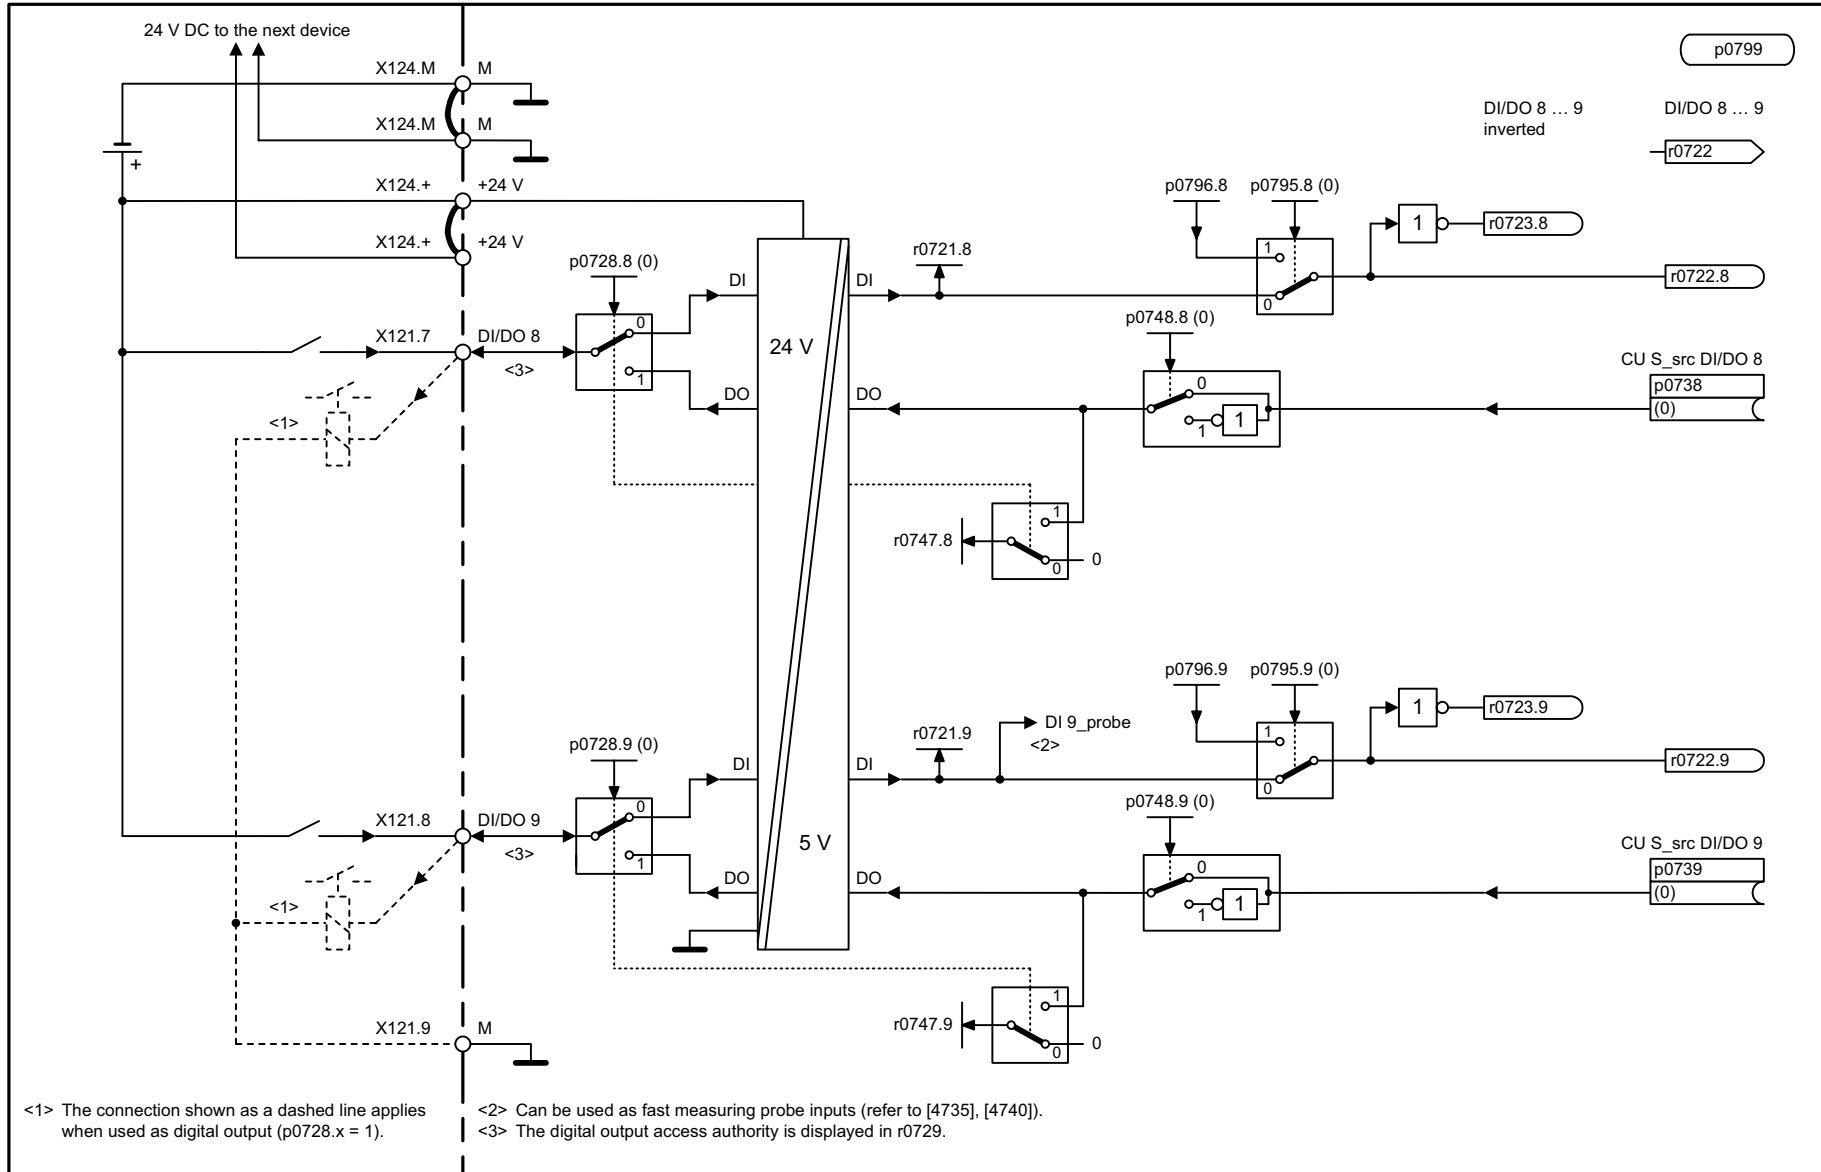 24 V DC to the next device
p0799
X124.M M
DI/DO 8 … 9
inverted
DI/DO 8 … 9
X124.M M
r0722
+
X124.+ +24 V
p0796.8 p0795.8 (0)
1
r0723.8
X124.+ +24 V
p0728.8 (0)
r0721.8
1
DI
DI
r0722.8
0
p0748.8 (0)
X121.7
DI/DO 8
0
24 V
<3>
CU S_src DI/DO 8
1
0
p0738
DO
DO
(0)
1
1
<1>
1
r0747.8
0
0
p0796.9 p0795.9 (0)
1
r0723.9
DI 9_probe
<2>
p0728.9 (0)
r0721.9
1
DI
DI
r0722.9
0
p0748.9 (0)
X121.8
DI/DO 9
0
5 V
<3>
CU S_src DI/DO 9
1
0
p0739
DO
DO
(0)
1
1
<1>
1
r0747.9
0
0
X121.9 M
<1> The connection shown as a dashed line applies
when used as digital output (p0728.x = 1).
<2> Can be used as fast measuring probe inputs (refer to [4735], [4740]).
<3> The digital output access authority is displayed in r0729.